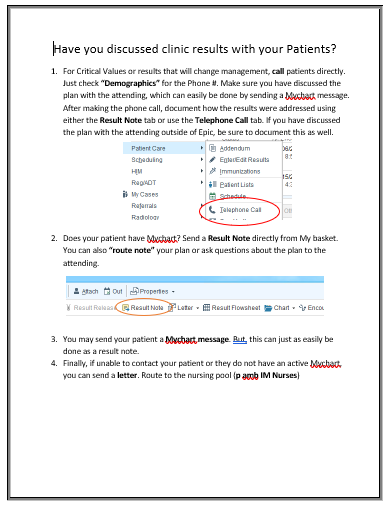 Have you discussed clinic results with your Patients?
1. For Critical Values or results that will change management, call patients directly.
Just check “Demographics” for the Phone #. Make sure you have discussed the
plan with the attending, which can easily be done by sending a Mychart message.
After making the phone call, document how the results were addressed using
either the Result Note tab or use the Telephone Call tab. If you have discussed
the plan with the attending outside of Epic, be sure to document this as well.
Patient Care
Scheduling
HIM
Reg/ADT
My Cases
Referrals
Radiology
Addendum
Enter/Edit Results
Immunizations
Patient Lists
Schedule
Telephone Call
2. Does your patient have Mychart? Send a Result Note directly from My basket.
You can also “route note” your plan or ask questions about the plan to the
attending.
Attach Out Properties
Result Release Result Note Letter Result Flowsheet Chart Encou
3. You may send your patient a Mychart message. But, this can just as easily be
done as a result note.
4. Finally, if unable to contact your patient or they do not have an active Mychart,
you can send a letter. Route to the nursing pool (p amb IM Nurses)